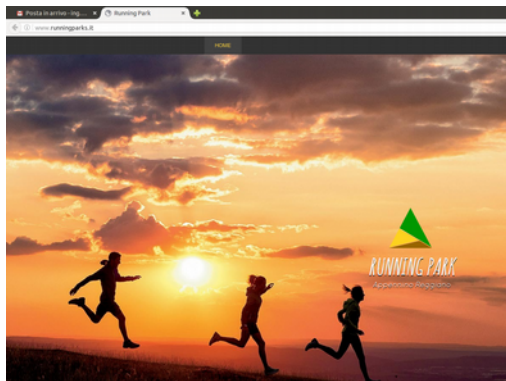 Posta in arrivo - ing...
Running Park
www.runningparks.it
HOME
RUNNING PARK
Appennino Reggiano